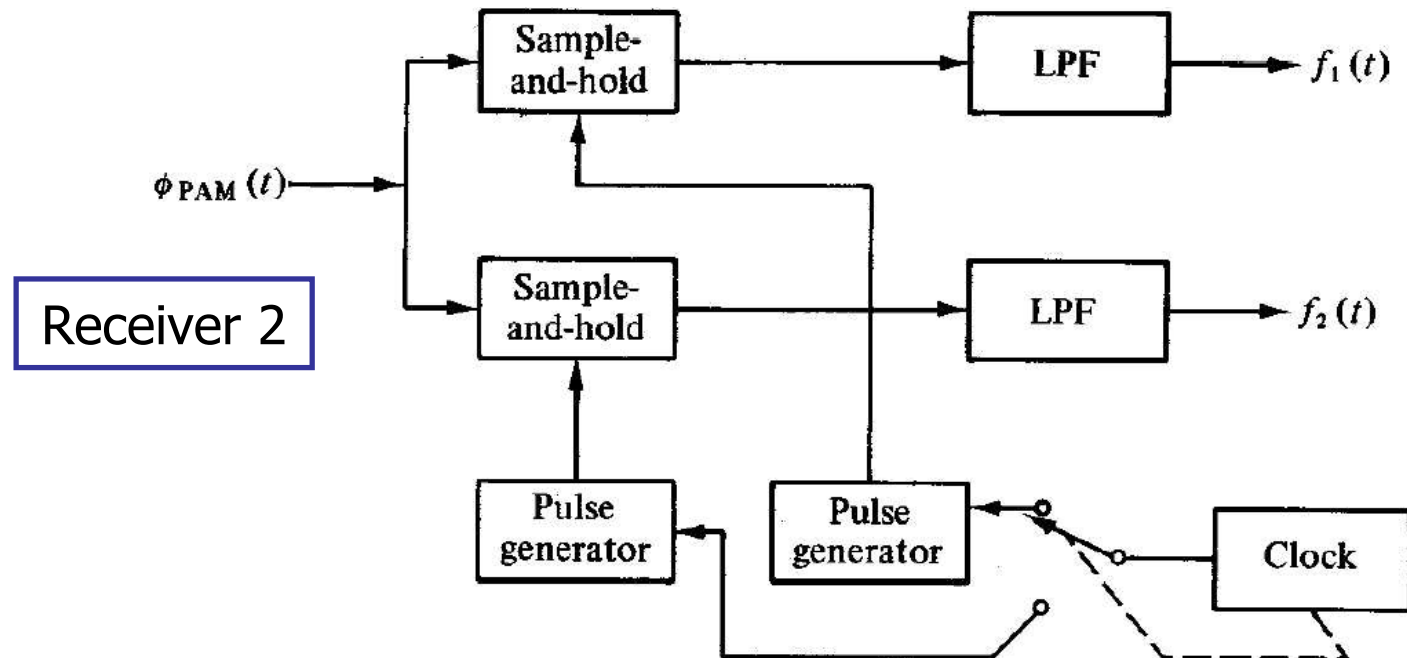 Sample-
and-hold
LPF
f₁ (t)
ϕ PAM (t)
Receiver 2
Sample-
and-hold
LPF
f₂ (t)
Pulse
generator
Pulse
generator
Clock